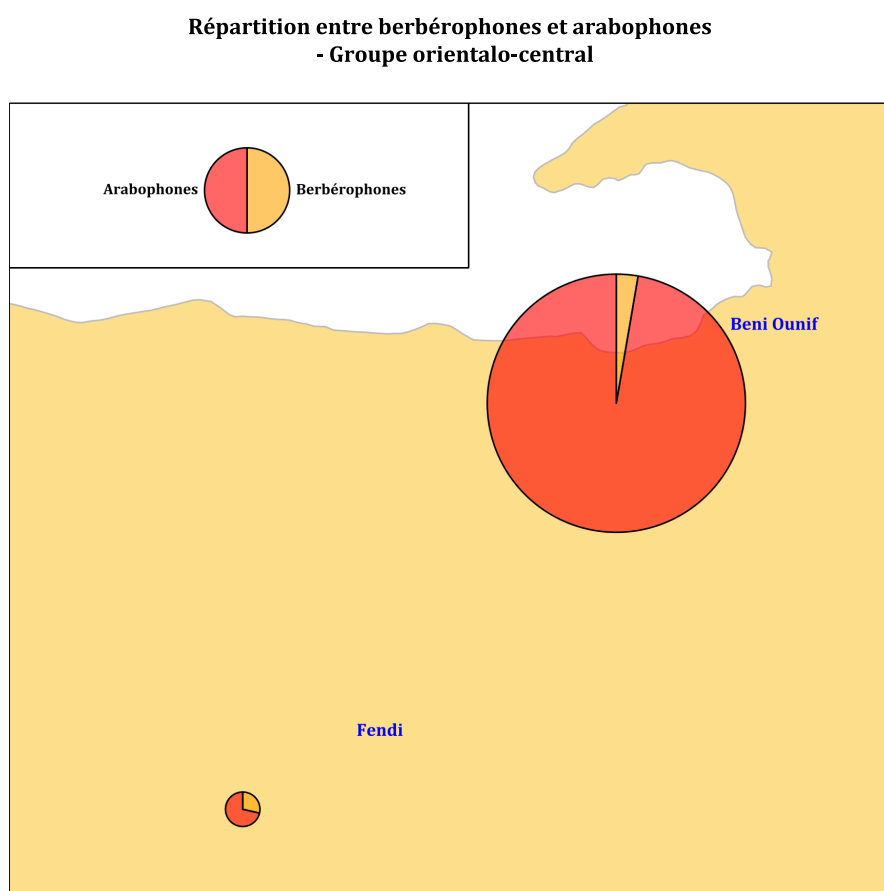 Répartition entre berbérophones et arabophones
- Groupe orientalo-central
Arabophones
Berbérophones
Beni Ounif
Fendi